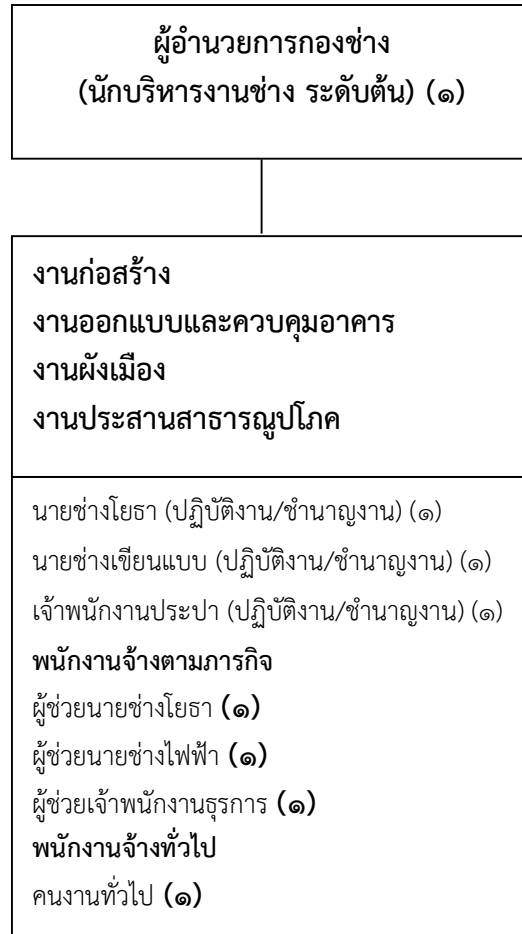 ผู้อำนวยการกองช่าง
(นักบริหารงานช่าง ระดับต้น) (๑)
งานก่อสร้าง
งานออกแบบและควบคุมอาคาร
งานผังเมือง
งานประสานสาธารณูปโภค
นายช่างโยธา (ปฏิบัติงาน/ชำนาญงาน) (๑)
นายช่างเขียนแบบ (ปฏิบัติงาน/ชำนาญงาน) (๑)
เจ้าพนักงานประปา (ปฏิบัติงาน/ชำนาญงาน) (๑)
พนักงานจ้างตามภารกิจ
ผู้ช่วยนายช่างโยธา (๑)
ผู้ช่วยนายช่างไฟฟ้า (๑)
ผู้ช่วยเจ้าพนักงานธุรการ (๑)
พนักงานจ้างทั่วไป
คนงานทั่วไป (๑)